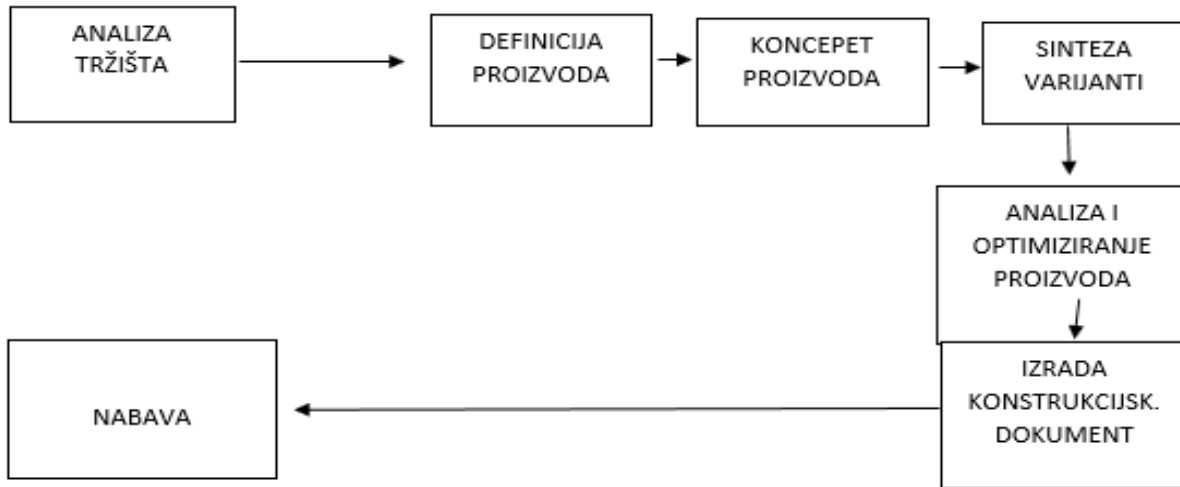 ANALIZA
TRŽIŠTA
DEFINICIJA
PROIZVODA
KONCEPET
PROIZVODA
SINTEZA
VARIJANTI
ANALIZA I
OPTIMIZIRANJE
PROIZVODA
IZRADA
KONSTRUKCIJSK.
DOKUMENT
NABAVA